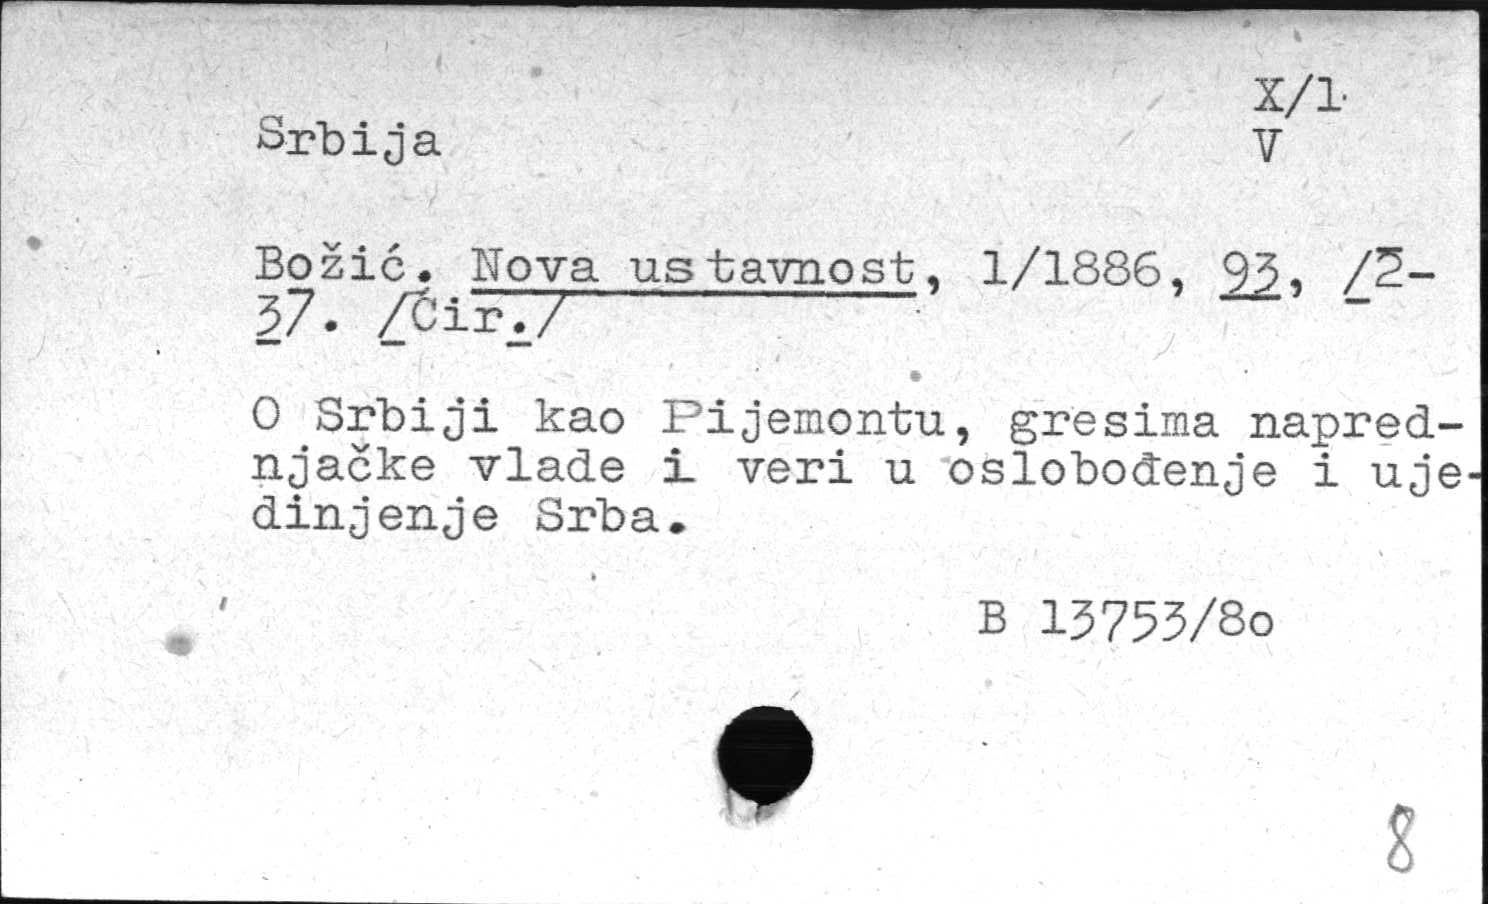 X/1
Srbija
V
Božić. Nova ustavnost, 1/1886, 93, /2-
37. /Ćir./
O Srbiji kao Pijemontu, gresima napred-
njačke vlade i veri u oslobođenje i uje-
dinjenje Srba.
B 13753/80
8